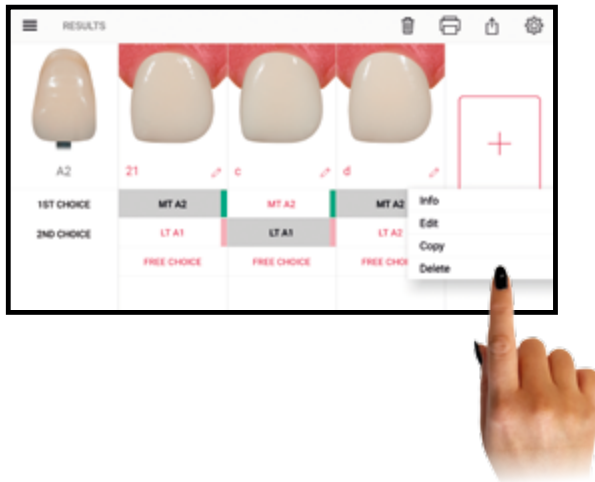 RESULTS
A2
21
c
d
1ST CHOICE
MT A2
MT A2
MT A2
2ND CHOICE
LT A1
LT A1
LT A2
FREE CHOICE
FREE CHOICE
FREE
Info
Edit
Copy
Delete